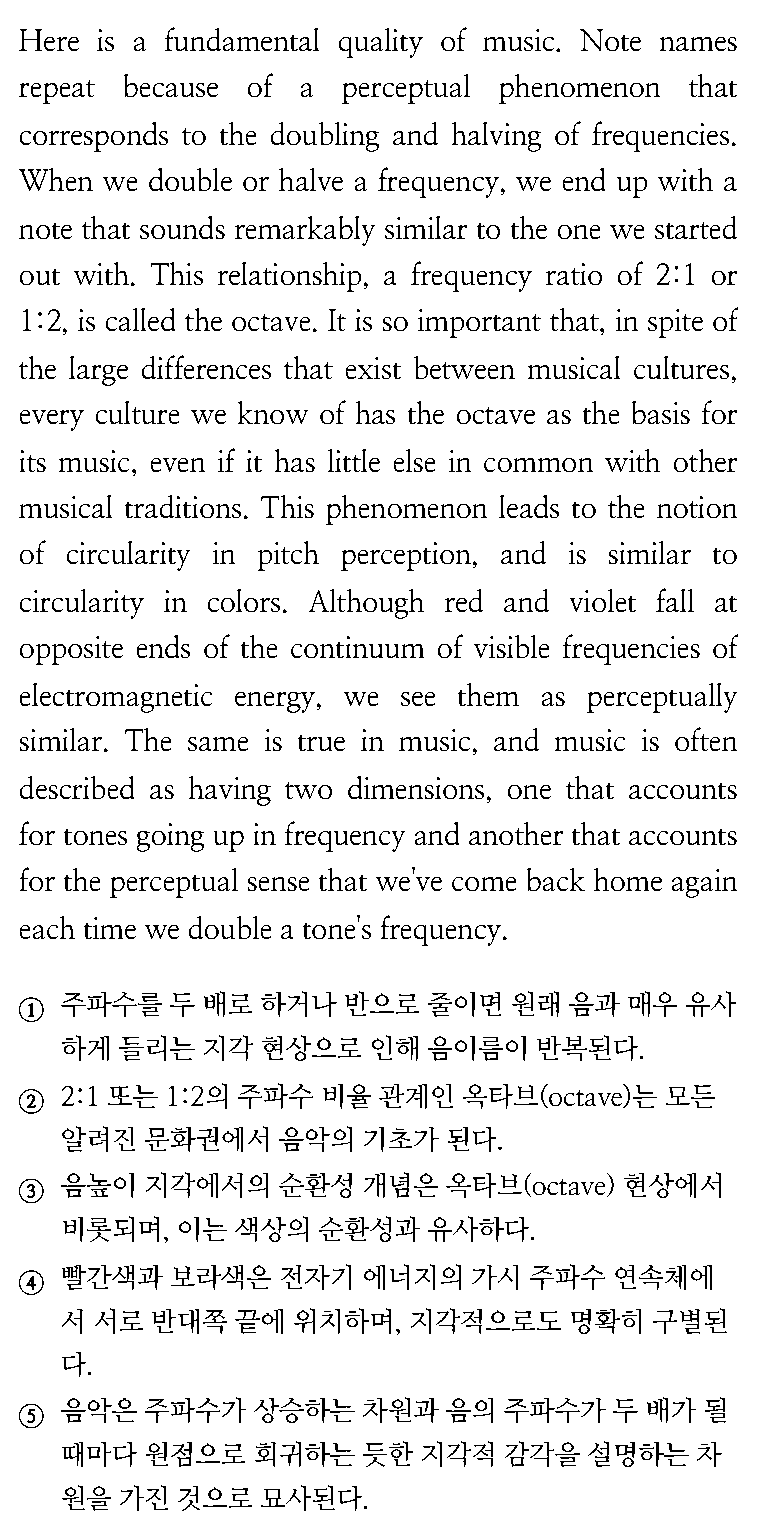 Here is a fundamental quality of music. Note names
repeat because of a perceptual phenomenon that
corresponds to the doubling and halving of frequencies.
When we double or halve a frequency, we end up with a
note that sounds remarkably similar to the one we started
out with. This relationship, a frequency ratio of 2:1 or
1:2, is called the octave. It is so important that, in spite of
the large differences that exist between musical cultures,
every culture we know of has the octave as the basis for
its music, even if it has little else in common with other
musical traditions. This phenomenon leads to the notion
of circularity in pitch perception, and is similar to
circularity in colors. Although red and violet fall at
opposite ends of the continuum of visible frequencies of
electromagnetic energy, we see them as perceptually
similar. The same is true in music, and music is often
described as having two dimensions, one that accounts
for tones going up in frequency and another that accounts
for the perceptual sense that we've come back home again
each time we double a tone's frequency.
① 주파수를 두 배로 하거나 반으로 줄이면 원래 음과 매우 유사
하게 들리는 지각 현상으로 인해 음이름이 반복된다.
② 2:1 또는 1:2의 주파수 비율 관계인 옥타브(octave)는 모든
알려진 문화권에서 음악의 기초가 된다.
③ 음높이 지각에서의 순환성 개념은 옥타브(octave) 현상에서
비롯되며, 이는 색상의 순환성과 유사하다.
④ 빨간색과 보라색은 전자기 에너지의 가시 주파수 연속체에
서 서로 반대쪽 끝에 위치하며, 지각적으로도 명확히 구별된
다.
⑤ 음악은 주파수가 상승하는 차원과 음의 주파수가 두 배가 될
때마다 원점으로 회귀하는 듯한 지각적 감각을 설명하는 차
원을 가진 것으로 묘사된다.